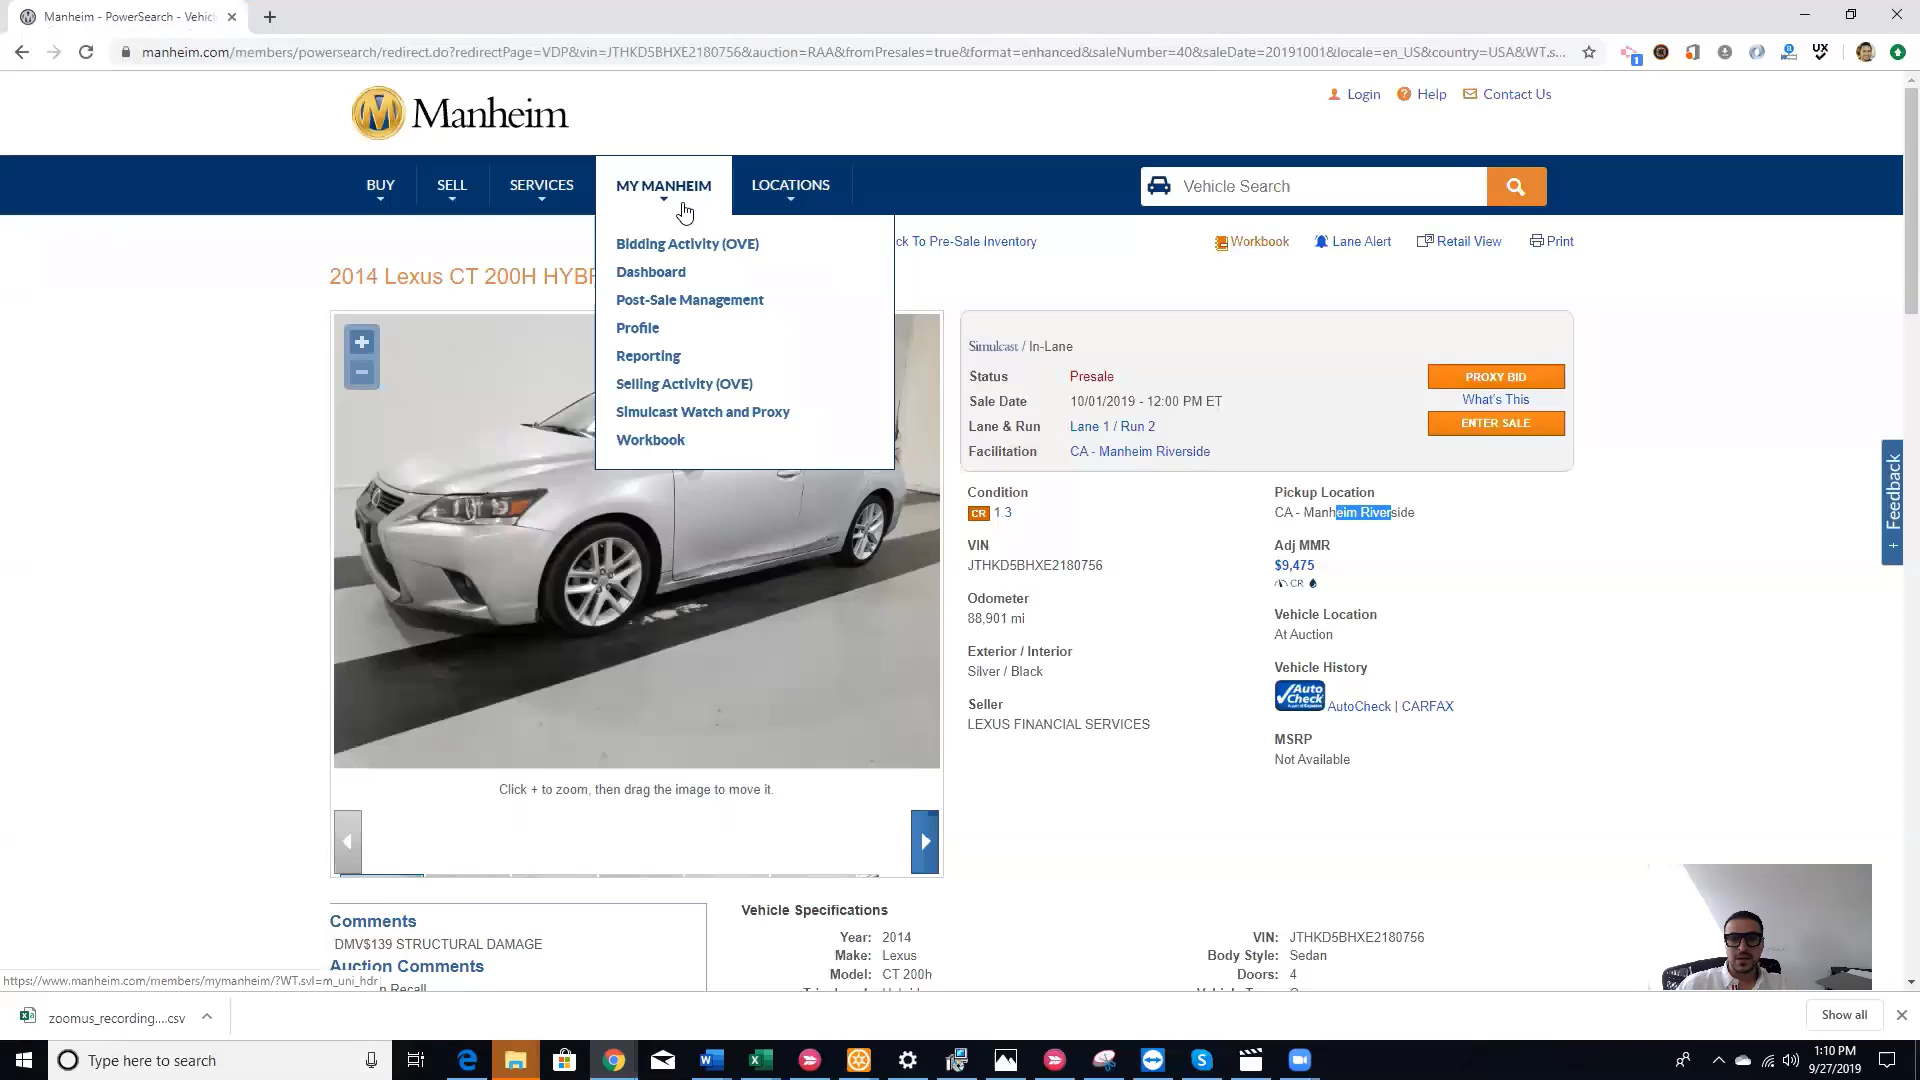 Manheim - PowerSearch - Vehic
manheim.com/members/powersearch/redirect.do?redirectPage=VDP&vin=JTHKD5BHXE2180756&auction=RAA&fromPresales=true&format=enhanced&saleNumber=40&saleDate=20191001&locale=en_US&country=USA&WT.s...
1
UX
Manheim
Login Help Contact Us
BUY SELL SERVICES MY MANHEIM LOCATIONS
Vehicle Search
Bidding Activity (OVE)
Dashboard
Post-Sale Management
Profile
Reporting
Selling Activity (OVE)
Simulcast Watch and Proxy
Workbook
ck To Pre-Sale Inventory
Workbook Lane Alert Retail View Print
2014 Lexus CT 200H HYBR
+
−
Simulcast / In-Lane
Status Presale
Sale Date 10/01/2019 - 12:00 PM ET
Lane & Run Lane 1 / Run 2
Facilitation CA - Manheim Riverside
PROXY BID
What's This
ENTER SALE
Condition
CR 1.3
VIN
JTHKD5BHXE2180756
Odometer
88,901 mi
Exterior / Interior
Silver / Black
Seller
LEXUS FINANCIAL SERVICES
Pickup Location
CA - Manheim Riverside
Adj MMR
$9,475
CR
Vehicle Location
At Auction
Vehicle History
Auto Check
AutoCheck | CARFAX
MSRP
Not Available
+ Feedback
Click + to zoom, then drag the image to move it.
Comments
DMV$139 STRUCTURAL DAMAGE
Auction Comments
Recall
Vehicle Specifications
Year: 2014
Make: Lexus
Model: CT 200h
VIN: JTHKD5BHXE2180756
Body Style: Sedan
Doors: 4
https://www.manheim.com/members/mymanheim/?WT.svl=m_uni_hdr
zoomus_recording....csv
Show all
Type here to search
1:10 PM
9/27/2019